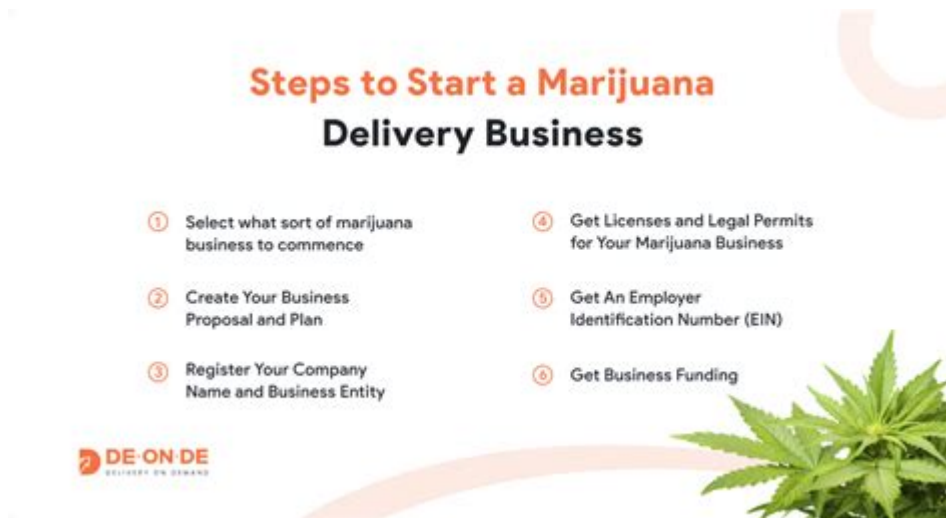 Steps to Start a Marijuana
Delivery Business
1 Select what sort of marijuana
business to commence
2 Create Your Business
Proposal and Plan
3 Register Your Company
Name and Business Entity
4 Get Licenses and Legal Permits
for Your Marijuana Business
5 Get An Employer
Identification Number (EIN)
6 Get Business Funding
DE·ON·DE
DELIVERY ON DEMAND